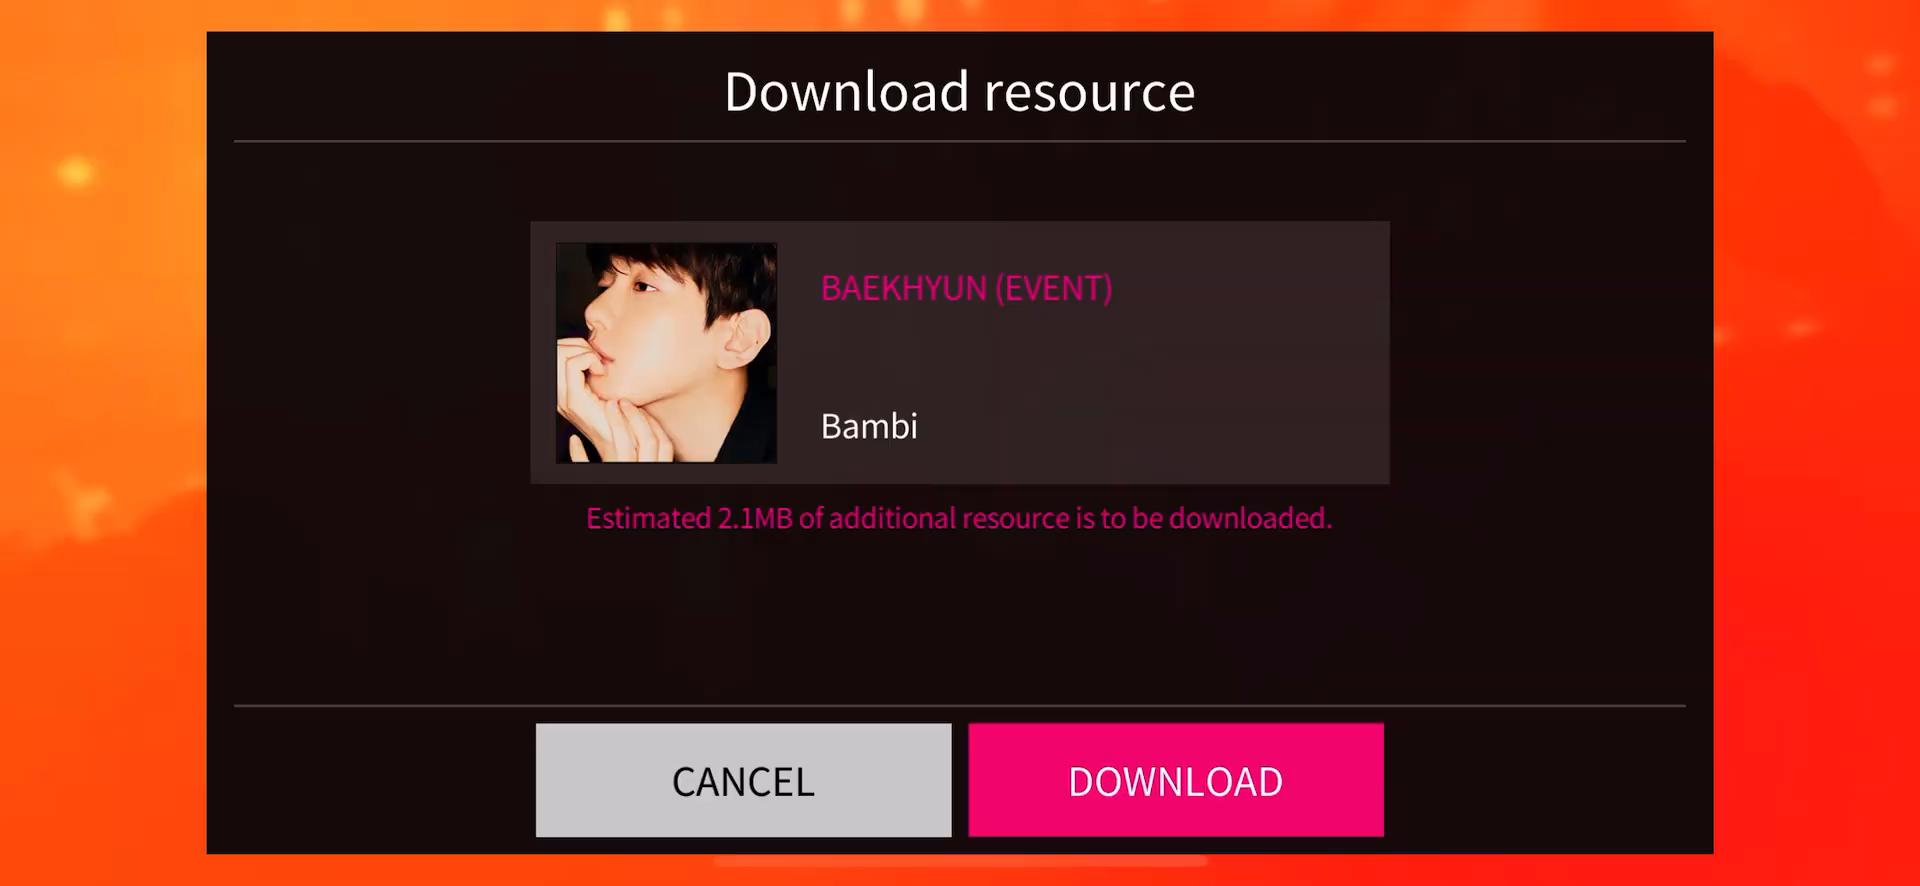 Download resource
BAEKHYUN (EVENT)
Bambi
Estimated 2.1MB of additional resource is to be downloaded.
CANCEL
DOWNLOAD